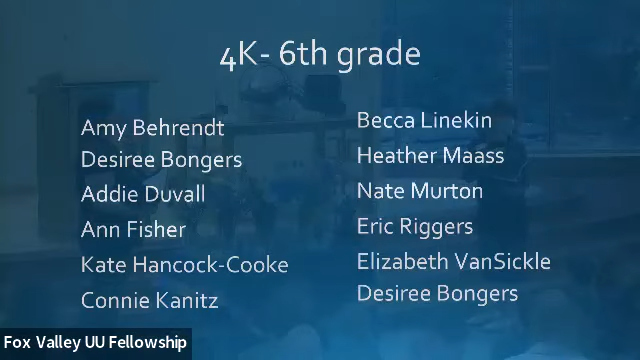 4K- 6th grade
Amy Behrendt
Desiree Bongers
Addie Duvall
Ann Fisher
Kate Hancock-Cooke
Connie Kanitz
Becca Linekin
Heather Maass
Nate Murton
Eric Riggers
Elizabeth VanSickle
Desiree Bongers
Fox Valley UU Fellowship